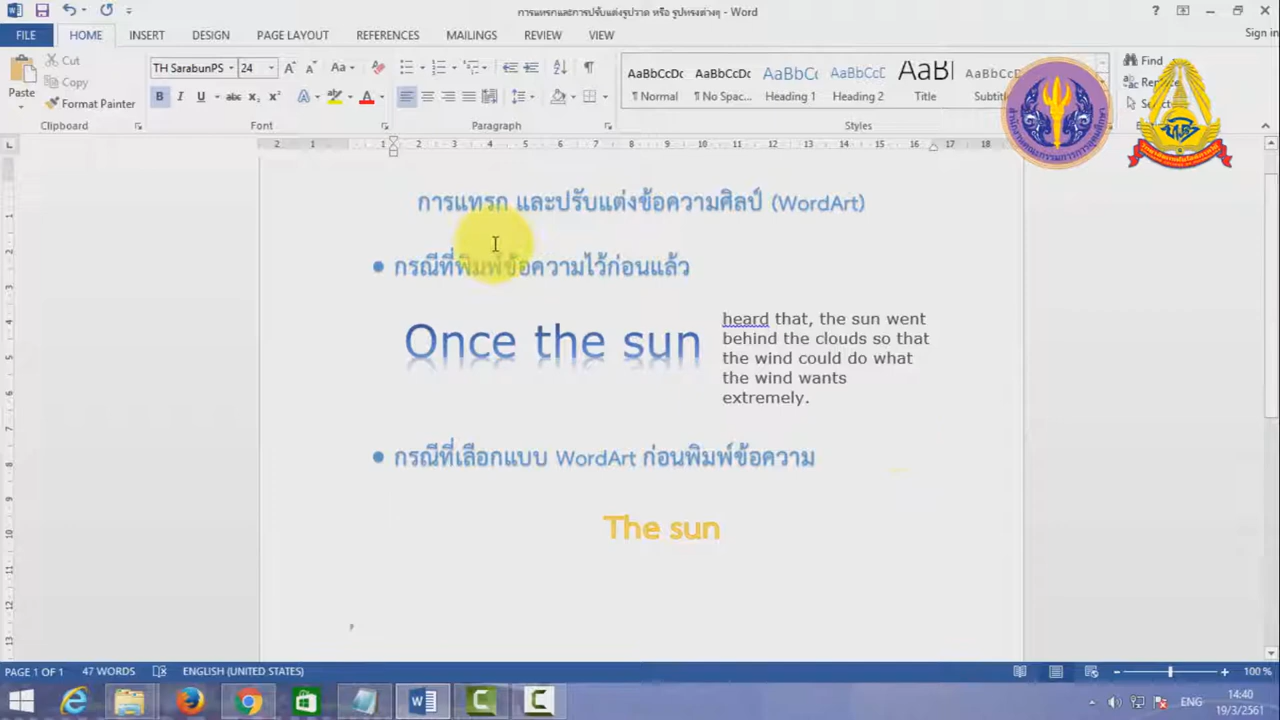 การแทรกและการปรับแต่งรูปวาด หรือ รูปทรงต่างๆ - Word
Sign in
FILE HOME INSERT DESIGN PAGE LAYOUT REFERENCES MAILINGS REVIEW VIEW
Cut
Copy
Format Painter
Paste
TH SarabunPS 24
AaBbCcDc AaBbCcDc AaBbCc AaBbCcC AaBl AaBbCcD
¶ Normal ¶ No Spac... Heading 1 Heading 2 Title Subtitl
Find
Clipboard Font Paragraph Styles
การแทรก และปรับแต่งข้อความศิลป์ (WordArt)
• กรณีที่พิมพ์ข้อความไว้ก่อนแล้ว
Once the sun
heard that, the sun went
behind the clouds so that
the wind could do what
the wind wants
extremely.
• กรณีที่เลือกแบบ WordArt ก่อนพิมพ์ข้อความ
The sun
PAGE 1 OF 1 47 WORDS ENGLISH (UNITED STATES) 100 %
ENG
14:40
19/3/2561